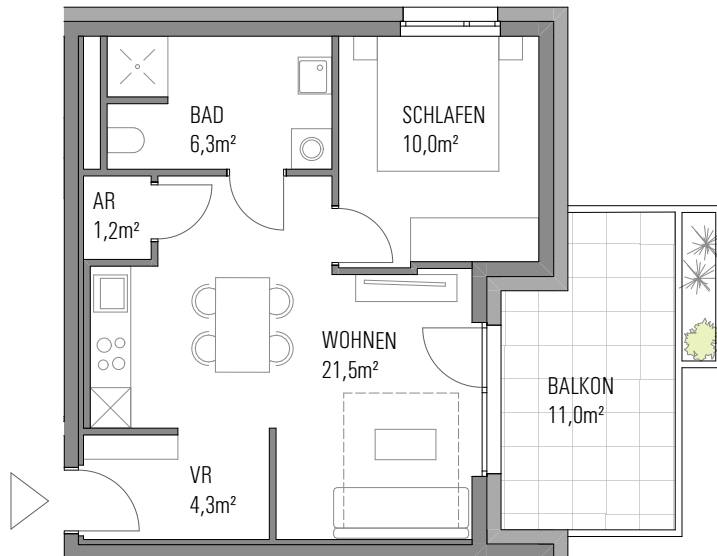 BAD
6,3m²
SCHLAFEN
10,0m²
AR
1,2m²
WOHNEN
21,5m²
BALKON
11,0m²
VR
4,3m²